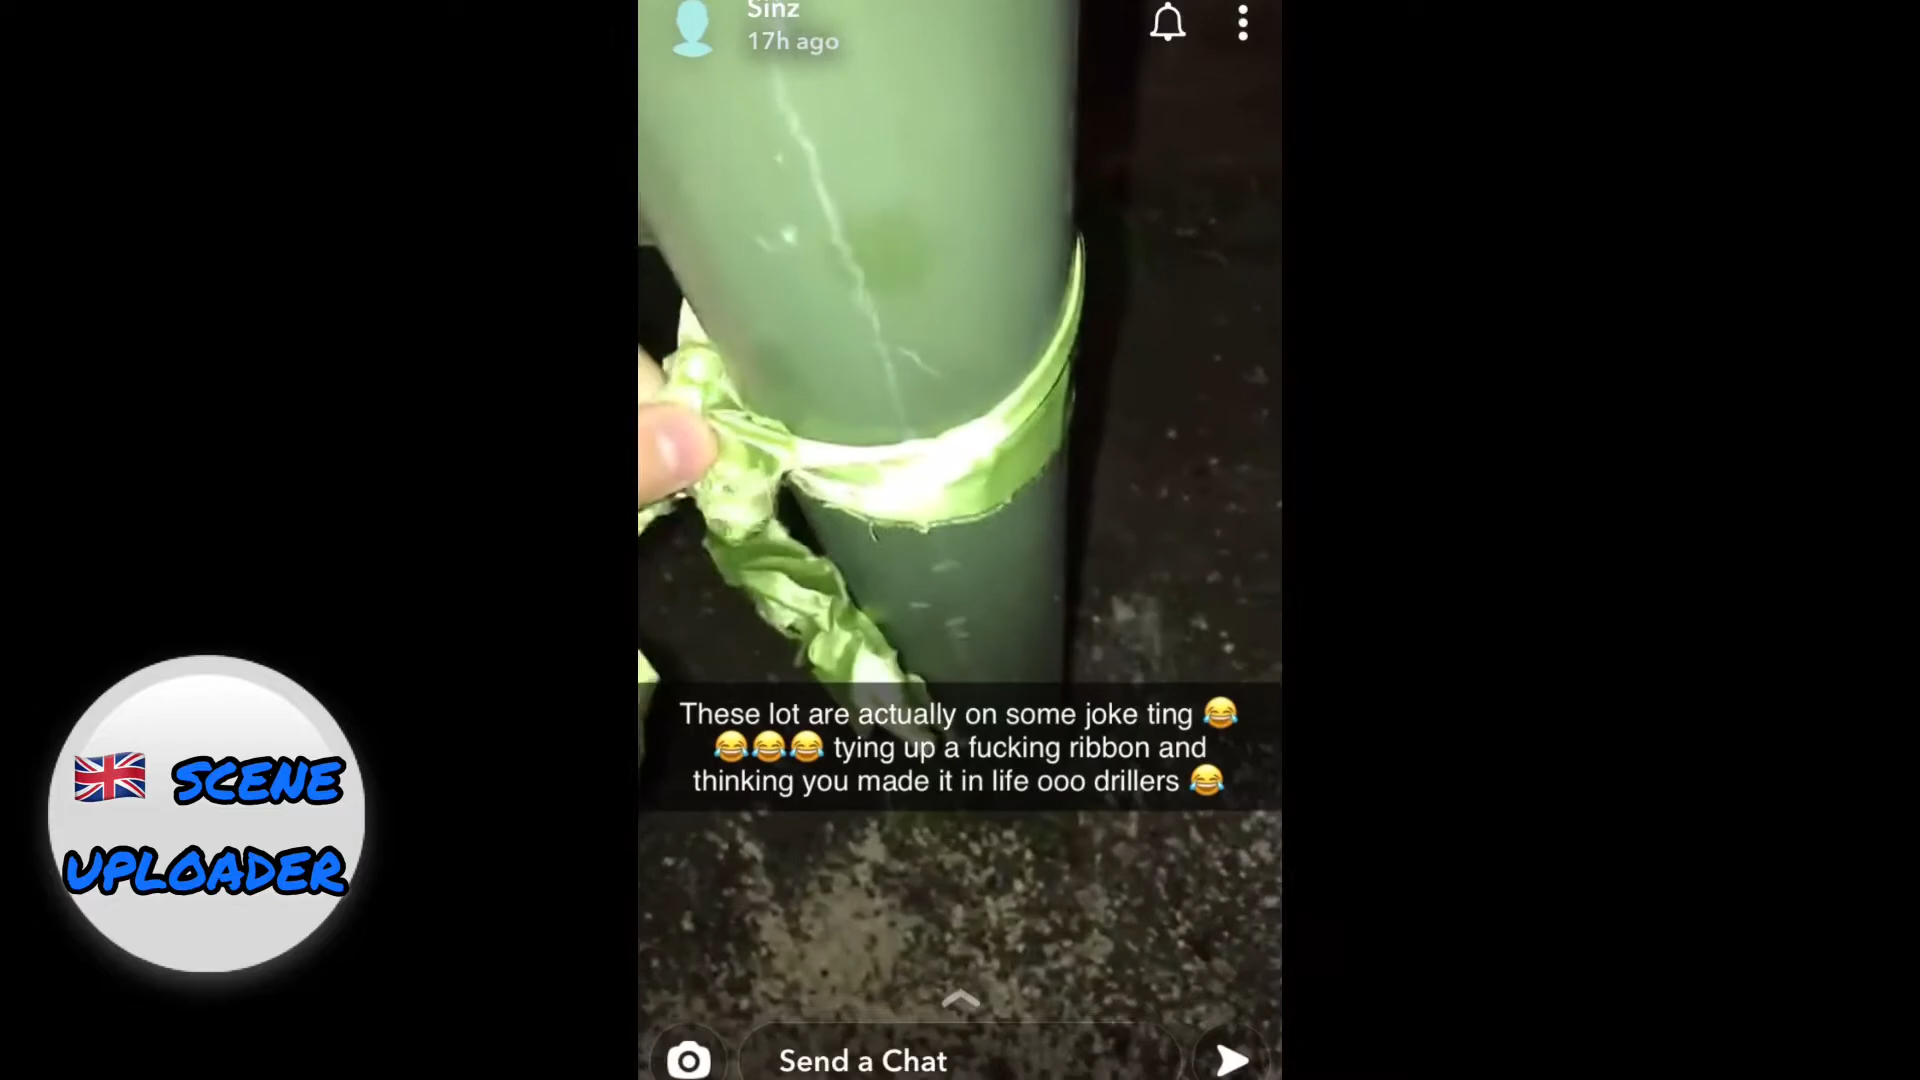 Sinz
17h ago
These lot are actually on some joke ting 😂
😂😂😂 tying up a fucking ribbon and
thinking you made it in life ooo drillers 😂
🇬🇧 SCENE
UPLOADER
Send a Chat